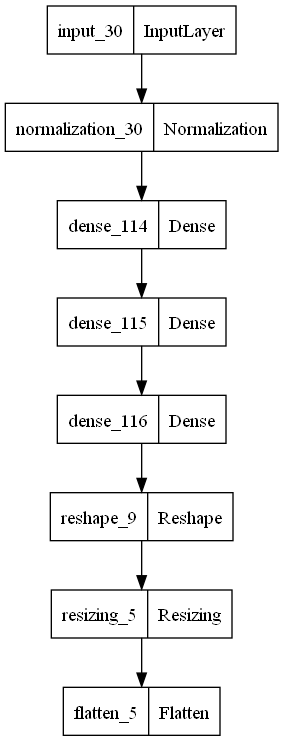 input_30 InputLayer
normalization_30 Normalization
dense_114 Dense
dense_115 Dense
dense_116 Dense
reshape_9 Reshape
resizing_5 Resizing
flatten_5 Flatten